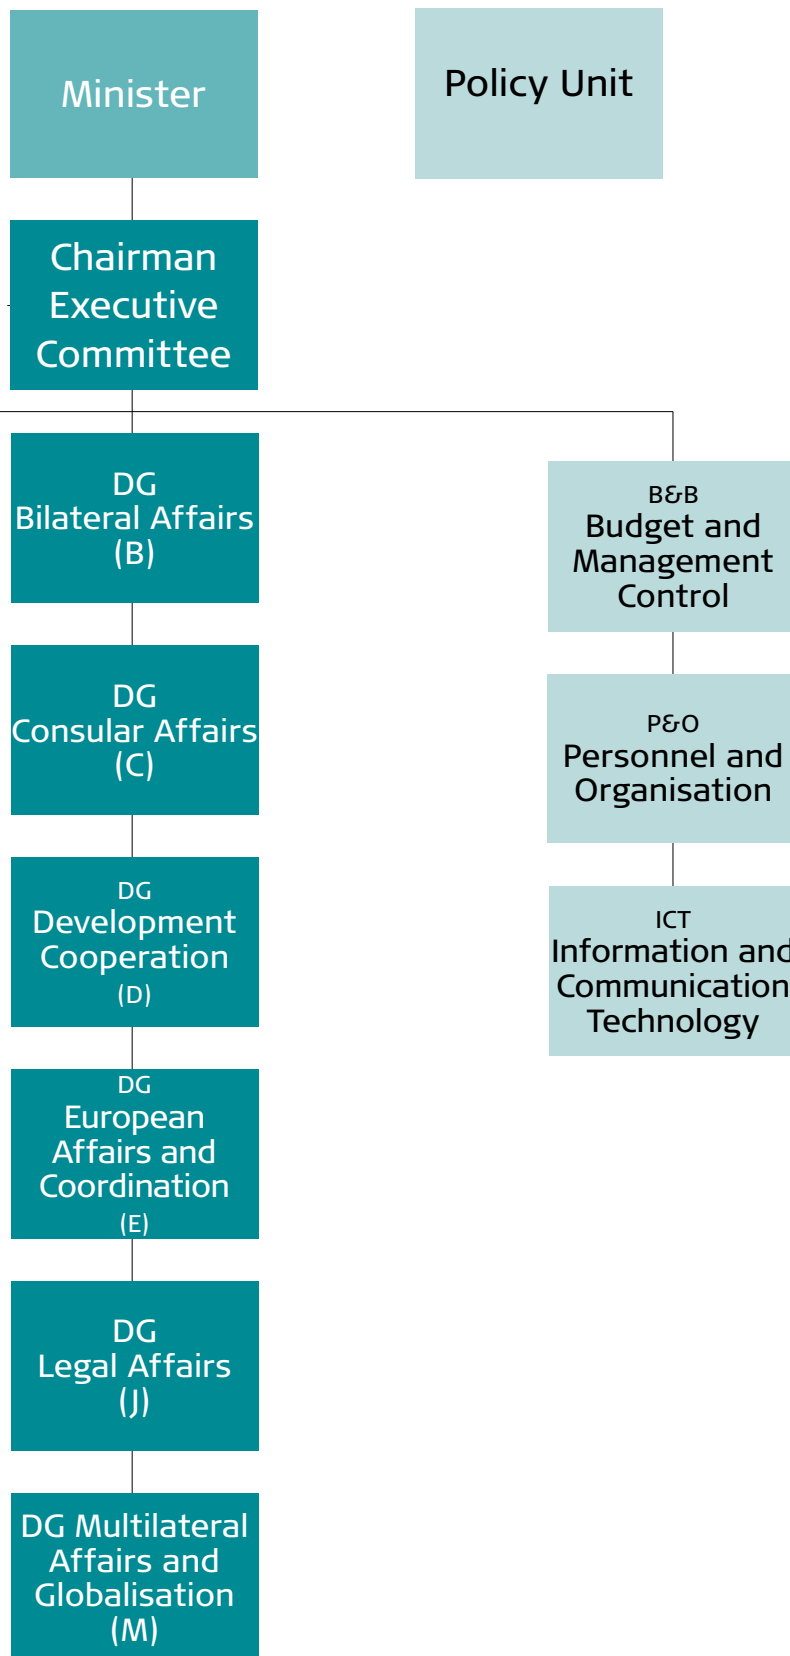 Minister
Policy Unit
Chairman
Executive
Committee
DG
Bilateral Affairs
(B)
B&B
Budget and
Management
Control
DG
Consular Affairs
(C)
P&O
Personnel and
Organisation
DG
Development
Cooperation
(D)
ICT
Information and
Communication
Technology
DG
European
Affairs and
Coordination
(E)
DG
Legal Affairs
(J)
DG Multilateral
Affairs and
Globalisation
(M)